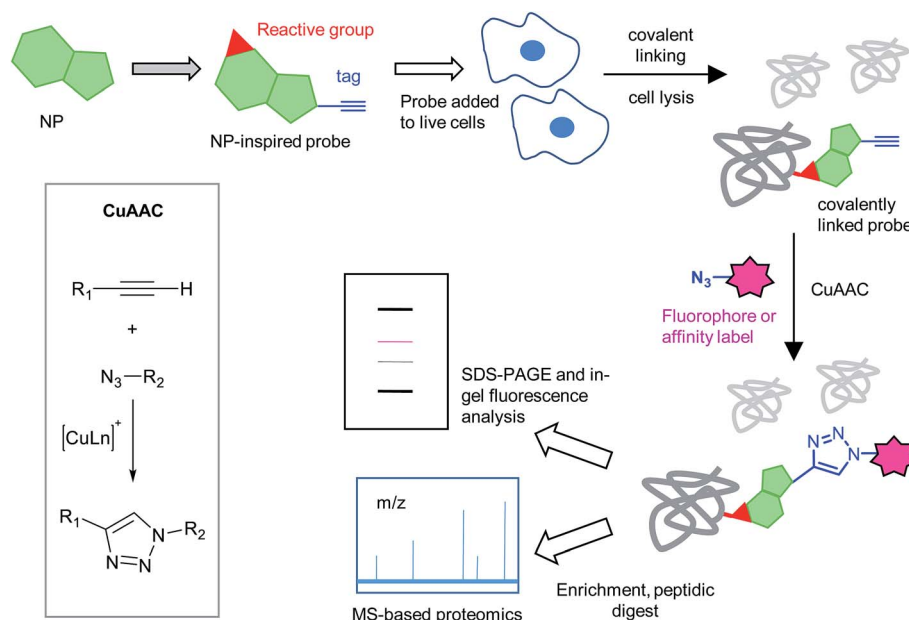 NP
Reactive group
tag
NP-inspired probe
Probe added
to live cells
covalent
linking
cell lysis
covalently
linked probe
N3
CuAAC
Fluorophore or
affinity label
CuAAC
R1
H
+
N3
R2
[CuLn]+
R1
N
R2
N
N
SDS-PAGE and in-
gel fluorescence
analysis
N
N
N
m/z
MS-based proteomics
Enrichment, peptidic
digest